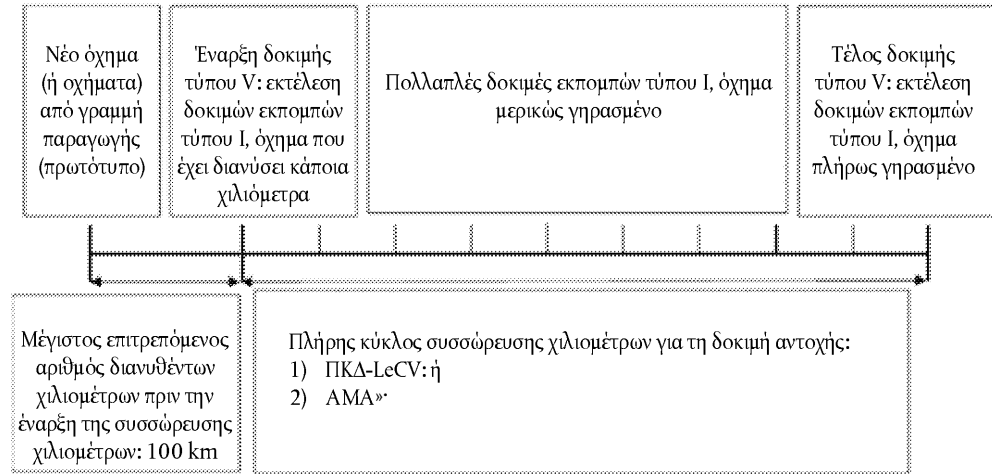 Νέο όχημα
(ή οχήματα)
από γραμμή
παραγωγής
(πρωτότυπο)
Έναρξη δοκιμής
τύπου V: εκτέλεση
δοκιμών εκπομπών
τύπου I, όχημα που
έχει διανύσει κάποια
χιλιόμετρα
Πολλαπλές δοκιμές εκπομπών τύπου I, όχημα
μερικώς γηρασμένο
Τέλος δοκιμής
τύπου V: εκτέλεση
δοκιμών εκπομπών
τύπου I, όχημα
πλήρως γηρασμένο
Μέγιστος επιτρεπόμενος
αριθμός διανυθέντων
χιλιομέτρων πριν την
έναρξη της συσσώρευσης
χιλιομέτρων: 100 km
Πλήρης κύκλος συσσώρευσης χιλιομέτρων για τη δοκιμή αντοχής:
1) ΠΚΔ-LeCV: ή
2) AMA»·